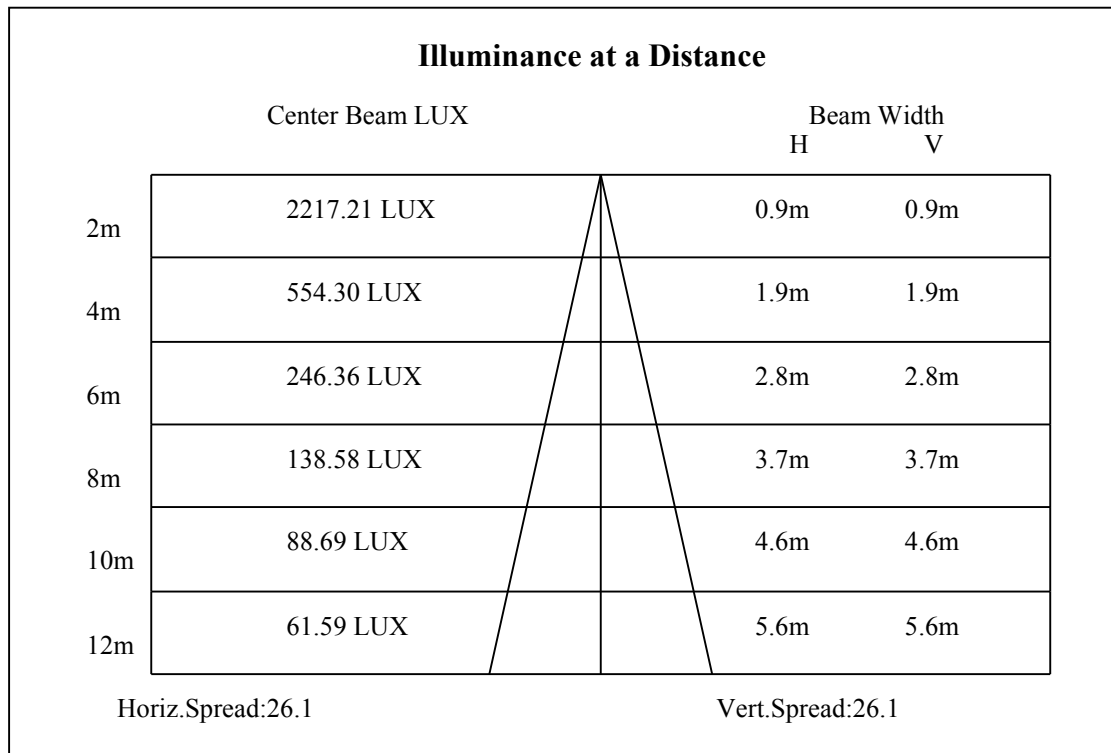 Illuminance at a Distance
Center Beam LUX Beam Width
H V
2m 2217.21 LUX 0.9m 0.9m
4m 554.30 LUX 1.9m 1.9m
6m 246.36 LUX 2.8m 2.8m
8m 138.58 LUX 3.7m 3.7m
10m 88.69 LUX 4.6m 4.6m
12m 61.59 LUX 5.6m 5.6m
Horiz.Spread:26.1 Vert.Spread:26.1